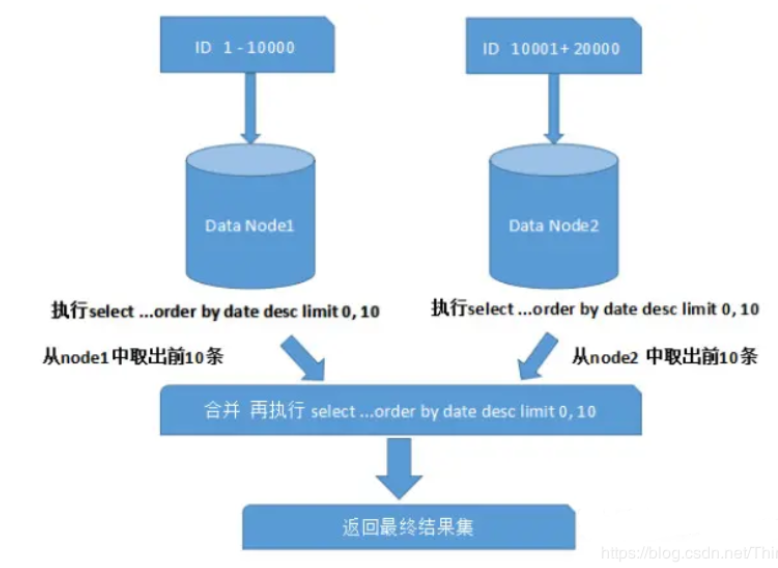 ID 1 - 10000
ID 10001+ 20000
Data Node1
Data Node2
执行select ...order by date desc limit 0, 10
执行select ...order by date desc limit 0, 10
从node1中取出前10条
从node2 中取出前10条
合并 再执行 select ...order by date desc limit 0, 10
返回最终结果集
https://blog.csdn.net/Thir